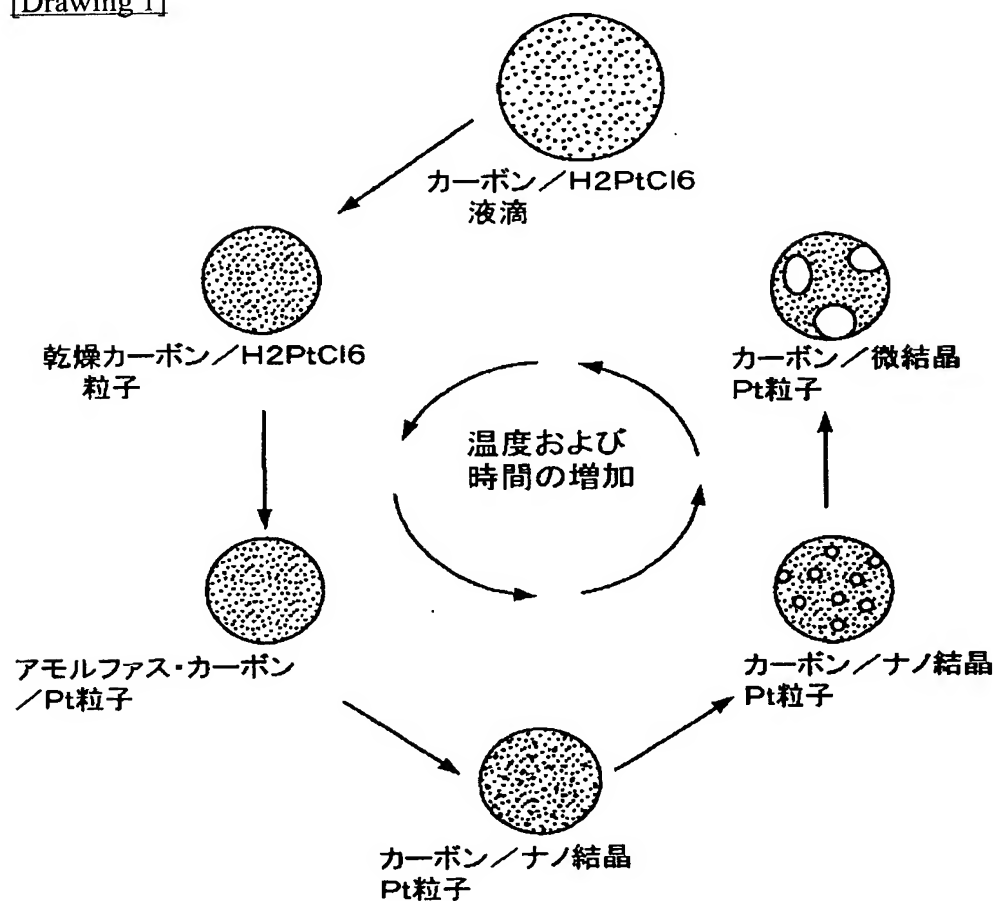 [Drawing 1]
カーボン／H2PtCl6
液滴
乾燥カーボン／H2PtCl6
粒子
カーボン／微結晶
Pt粒子
温度および
時間の増加
アモルファス・カーボン
／Pt粒子
カーボン／ナノ結晶
Pt粒子
カーボン／ナノ結晶
Pt粒子